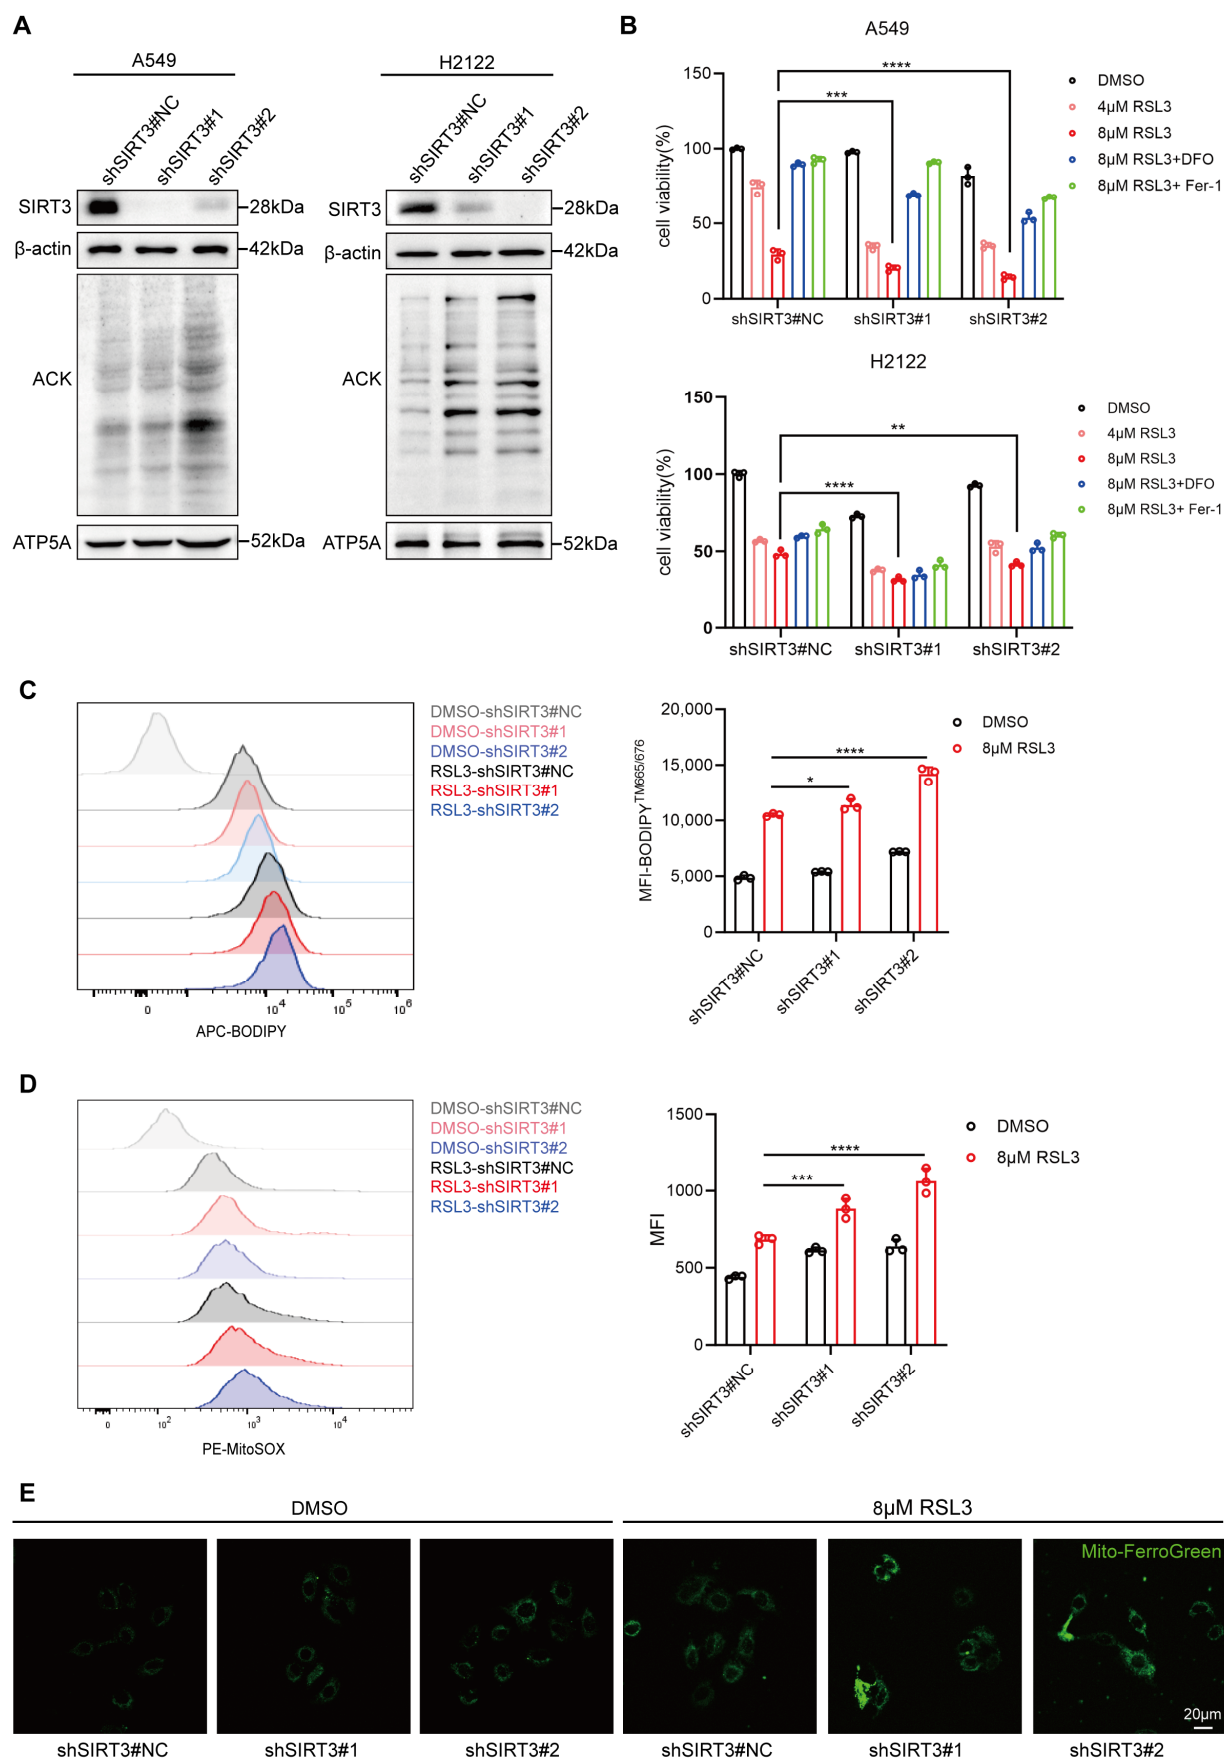 A
A549
H2122
shSIRT3#NC
shSIRT3#1
shSIRT3#2
shSIRT3#NC
shSIRT3#1
shSIRT3#2
SIRT3
28kDa
SIRT3
28kDa
β-actin
42kDa
β-actin
42kDa
ACK
ACK
ATP5A
52kDa
ATP5A
52kDa
B
A549
cell viability(%)
150
100
50
0
****
***
DMSO
4μM RSL3
8μM RSL3
8μM RSL3+DFO
8μM RSL3+ Fer-1
shSIRT3#NC
shSIRT3#1
shSIRT3#2
H2122
cell viability(%)
150
100
50
0
**
****
DMSO
4μM RSL3
8μM RSL3
8μM RSL3+DFO
8μM RSL3+ Fer-1
shSIRT3#NC
shSIRT3#1
shSIRT3#2
C
DMSO-shSIRT3#NC
DMSO-shSIRT3#1
DMSO-shSIRT3#2
RSL3-shSIRT3#NC
RSL3-shSIRT3#1
RSL3-shSIRT3#2
0
10^4
10^5
10^6
APC-BODIPY
MFI-BODIPY^TM665/676
20,000
15,000
10,000
5,000
0
****
*
DMSO
8μM RSL3
shSIRT3#NC
shSIRT3#1
shSIRT3#2
D
DMSO-shSIRT3#NC
DMSO-shSIRT3#1
DMSO-shSIRT3#2
RSL3-shSIRT3#NC
RSL3-shSIRT3#1
RSL3-shSIRT3#2
0
10^2
10^3
10^4
PE-MitoSOX
MFI
1500
1000
500
0
****
***
DMSO
8μM RSL3
shSIRT3#NC
shSIRT3#1
shSIRT3#2
E
DMSO
8μM RSL3
Mito-FerroGreen
20μm
shSIRT3#NC
shSIRT3#1
shSIRT3#2
shSIRT3#NC
shSIRT3#1
shSIRT3#2